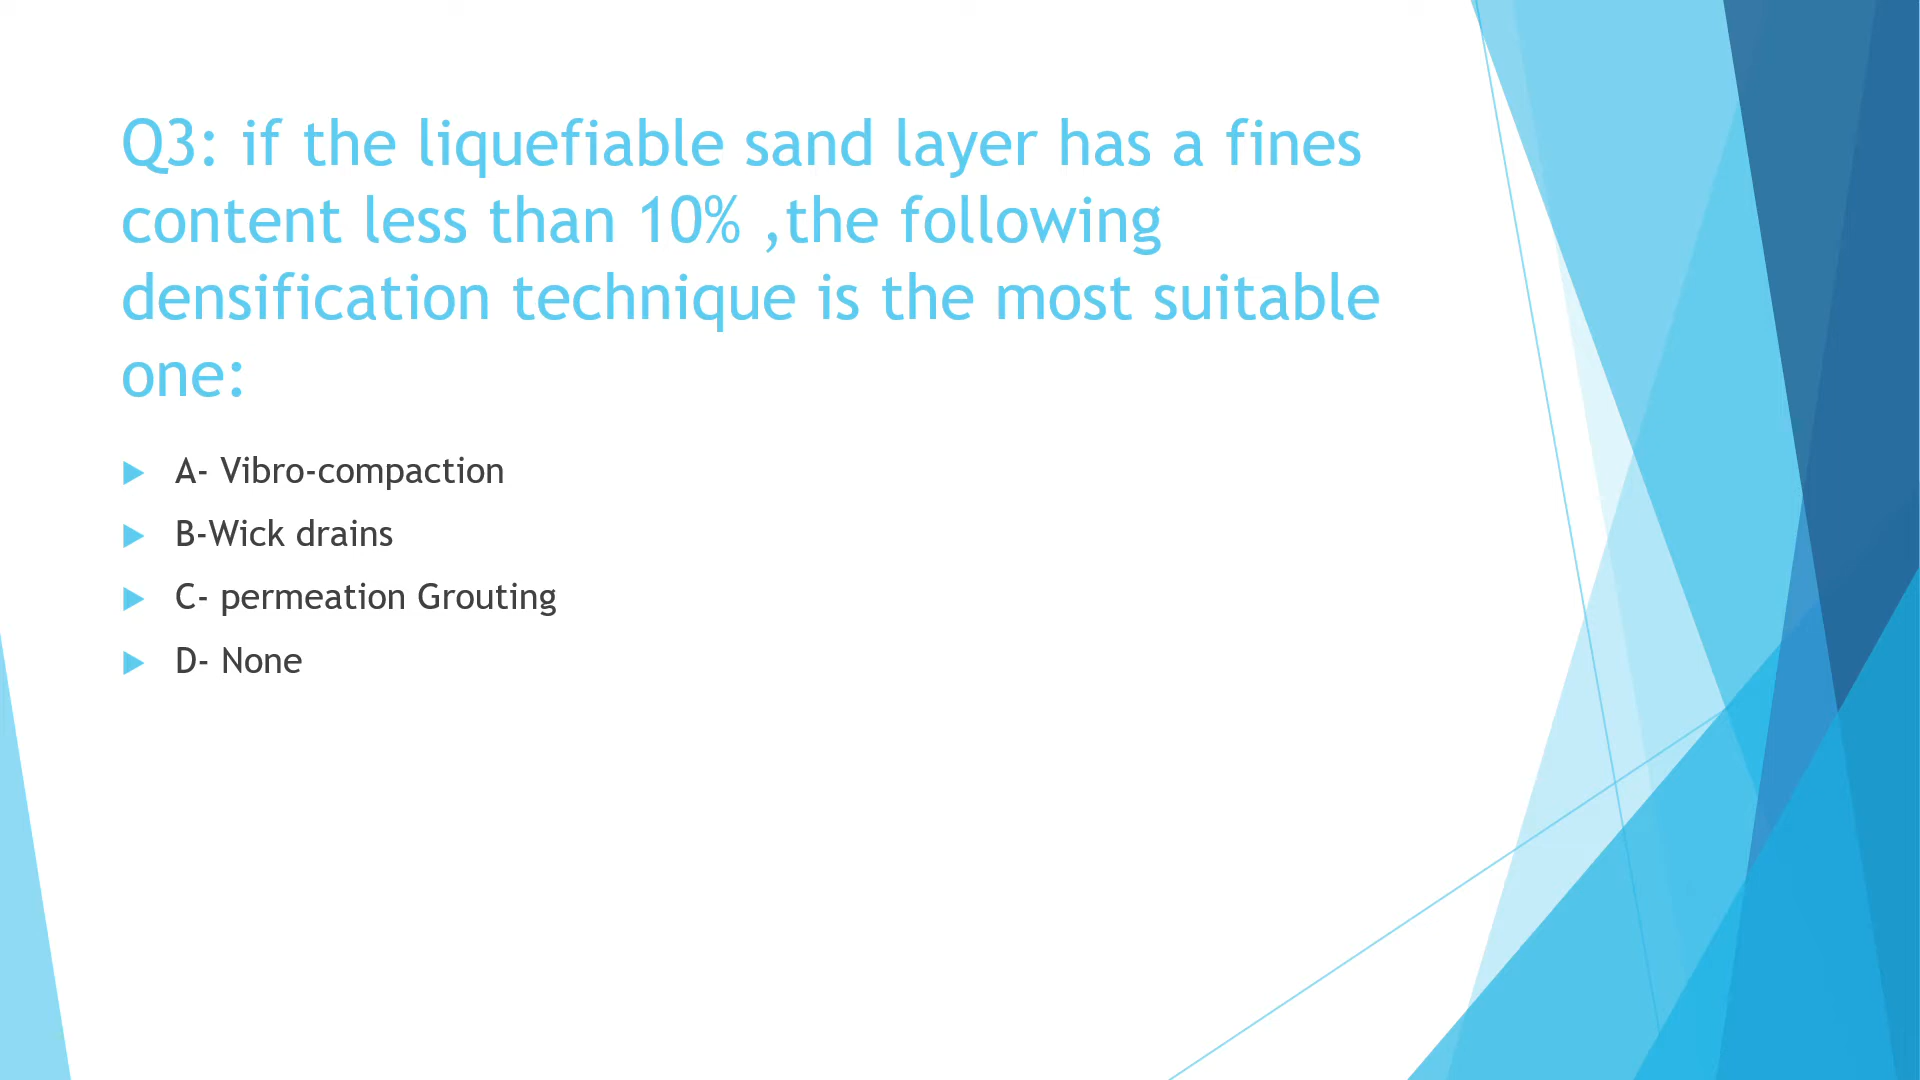 Q3: if the liquefiable sand layer has a fines
content less than 10% ,the following
densification technique is the most suitable
one:
A- Vibro-compaction
B-Wick drains
C- permeation Grouting
D- None